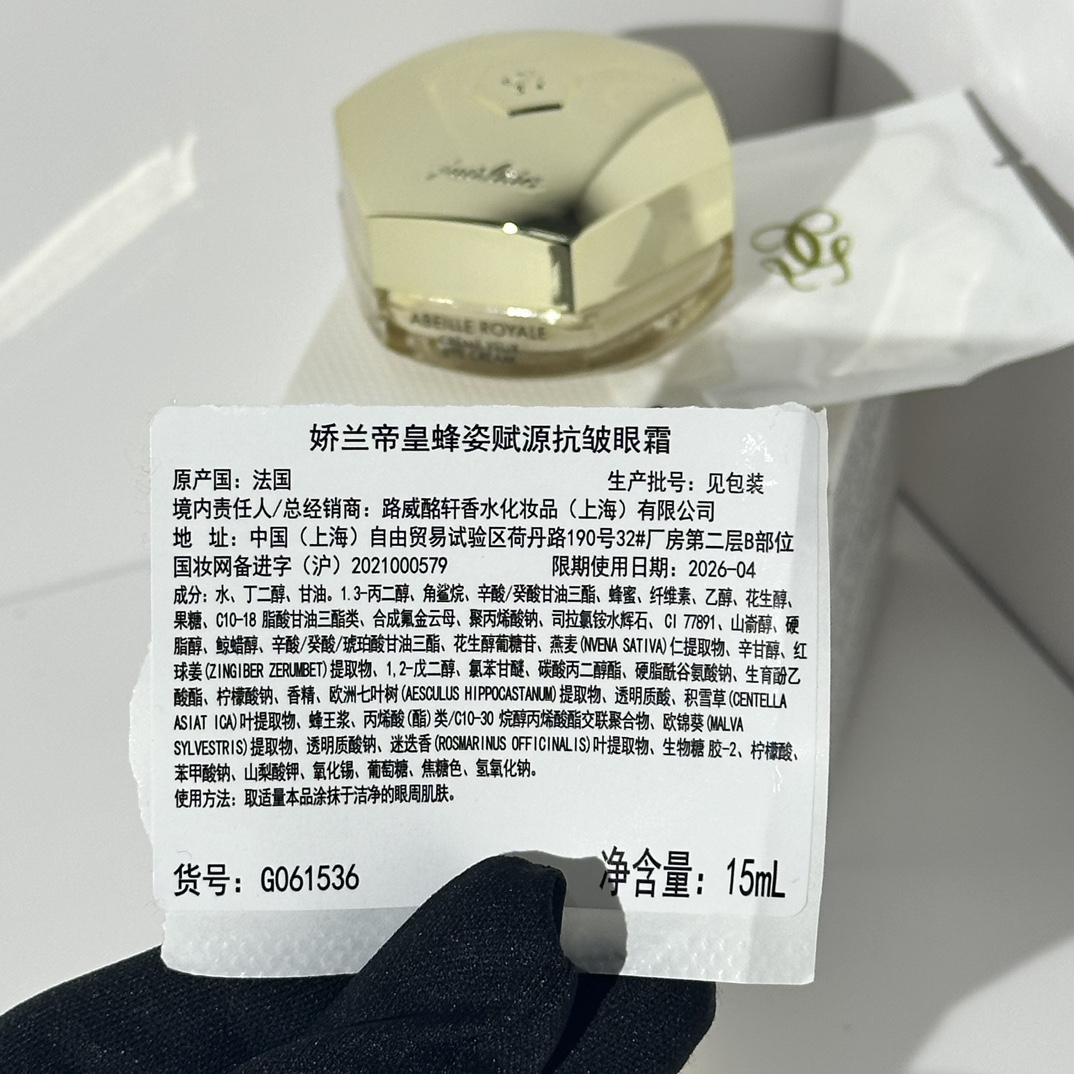 Guerlain
ABEILLE ROYALE
CRÈME YEUX
EYE CREAM
娇兰帝皇蜂姿赋源抗皱眼霜
原产国：法国 生产批号：见包装
境内责任人/总经销商：路威酩轩香水化妆品（上海）有限公司
地 址：中国（上海）自由贸易试验区荷丹路190号32#厂房第二层B部位
国妆网备进字（沪）2021000579 限期使用日期：2026-04
成分：水、丁二醇、甘油。1.3-丙二醇、角鲨烷、辛酸/癸酸甘油三酯、蜂蜜、纤维素、乙醇、花生醇、
果糖、C10-18 脂酸甘油三酯类、合成氟金云母、聚丙烯酸钠、司拉氯铵水辉石、CI 77891、山嵛醇、硬
脂醇、鲸蜡醇、辛酸/癸酸/琥珀酸甘油三酯、花生醇葡糖苷、燕麦(NVENA SATIVA)仁提取物、辛甘醇、红
球姜(ZINGIBER ZERUMBET)提取物、1,2-戊二醇、氯苯甘醚、碳酸丙二醇酯、硬脂酰谷氨酸钠、生育酚乙
酸酯、柠檬酸钠、香精、欧洲七叶树(AESCULUS HIPPOCASTANUM)提取物、透明质酸、积雪草(CENTELLA
ASIAT ICA)叶提取物、蜂王浆、丙烯酸(酯)类/C10-30 烷醇丙烯酸酯交联聚合物、欧锦葵(MALVA
SYLVESTRIS)提取物、透明质酸钠、迷迭香(ROSMARINUS OFFICINALIS)叶提取物、生物糖 胶-2、柠檬酸、
苯甲酸钠、山梨酸钾、氧化锡、葡萄糖、焦糖色、氢氧化钠。
使用方法：取适量本品涂抹于洁净的眼周肌肤。
货号：G061536 净含量：15mL